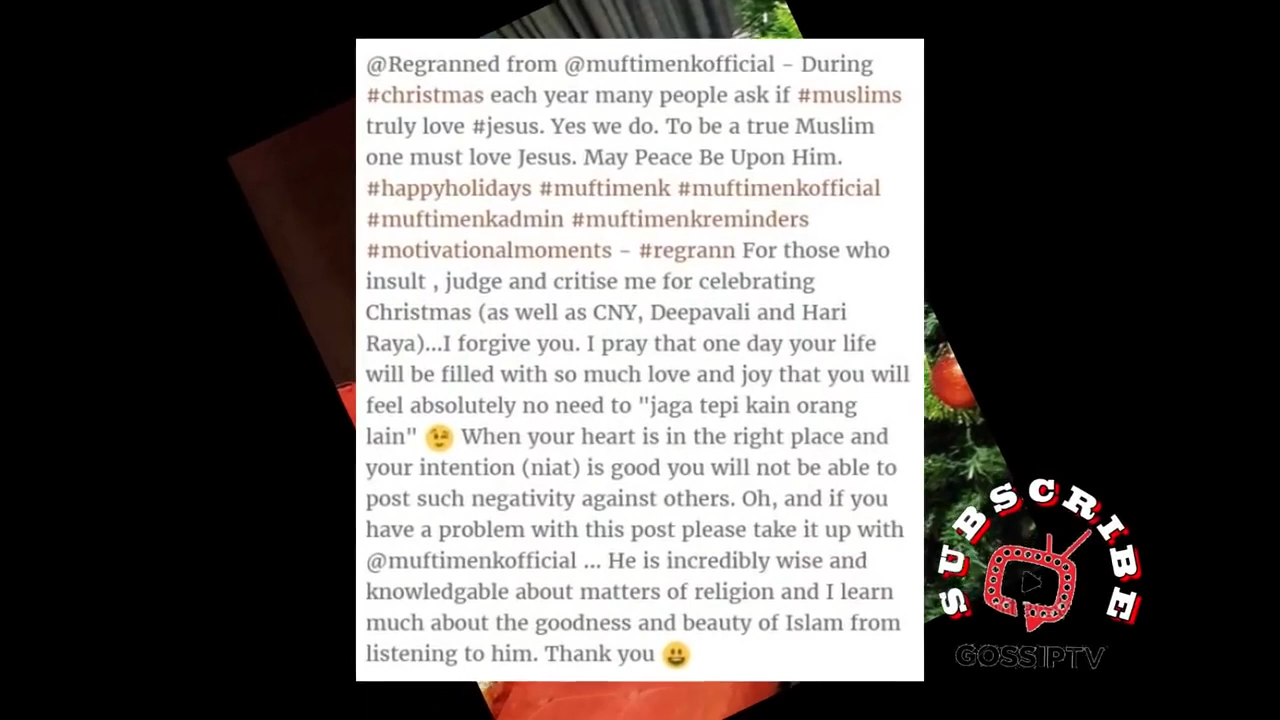 @Regranned from @muftimenkofficial - During
#christmas each year many people ask if #muslims
truly love #jesus. Yes we do. To be a true Muslim
one must love Jesus. May Peace Be Upon Him.
#happyholidays #muftimenk #muftimenkofficial
#muftimenkadmin #muftimenkreminders
#motivationalmoments - #regrann For those who
insult , judge and critise me for celebrating
Christmas (as well as CNY, Deepavali and Hari
Raya)...I forgive you. I pray that one day your life
will be filled with so much love and joy that you will
feel absolutely no need to "jaga tepi kain orang
lain" 😉 When your heart is in the right place and
your intention (niat) is good you will not be able to
post such negativity against others. Oh, and if you
have a problem with this post please take it up with
@muftimenkofficial ... He is incredibly wise and
knowledgable about matters of religion and I learn
much about the goodness and beauty of Islam from
listening to him. Thank you 😀
SUBSCRIBE
GOSSIPTV